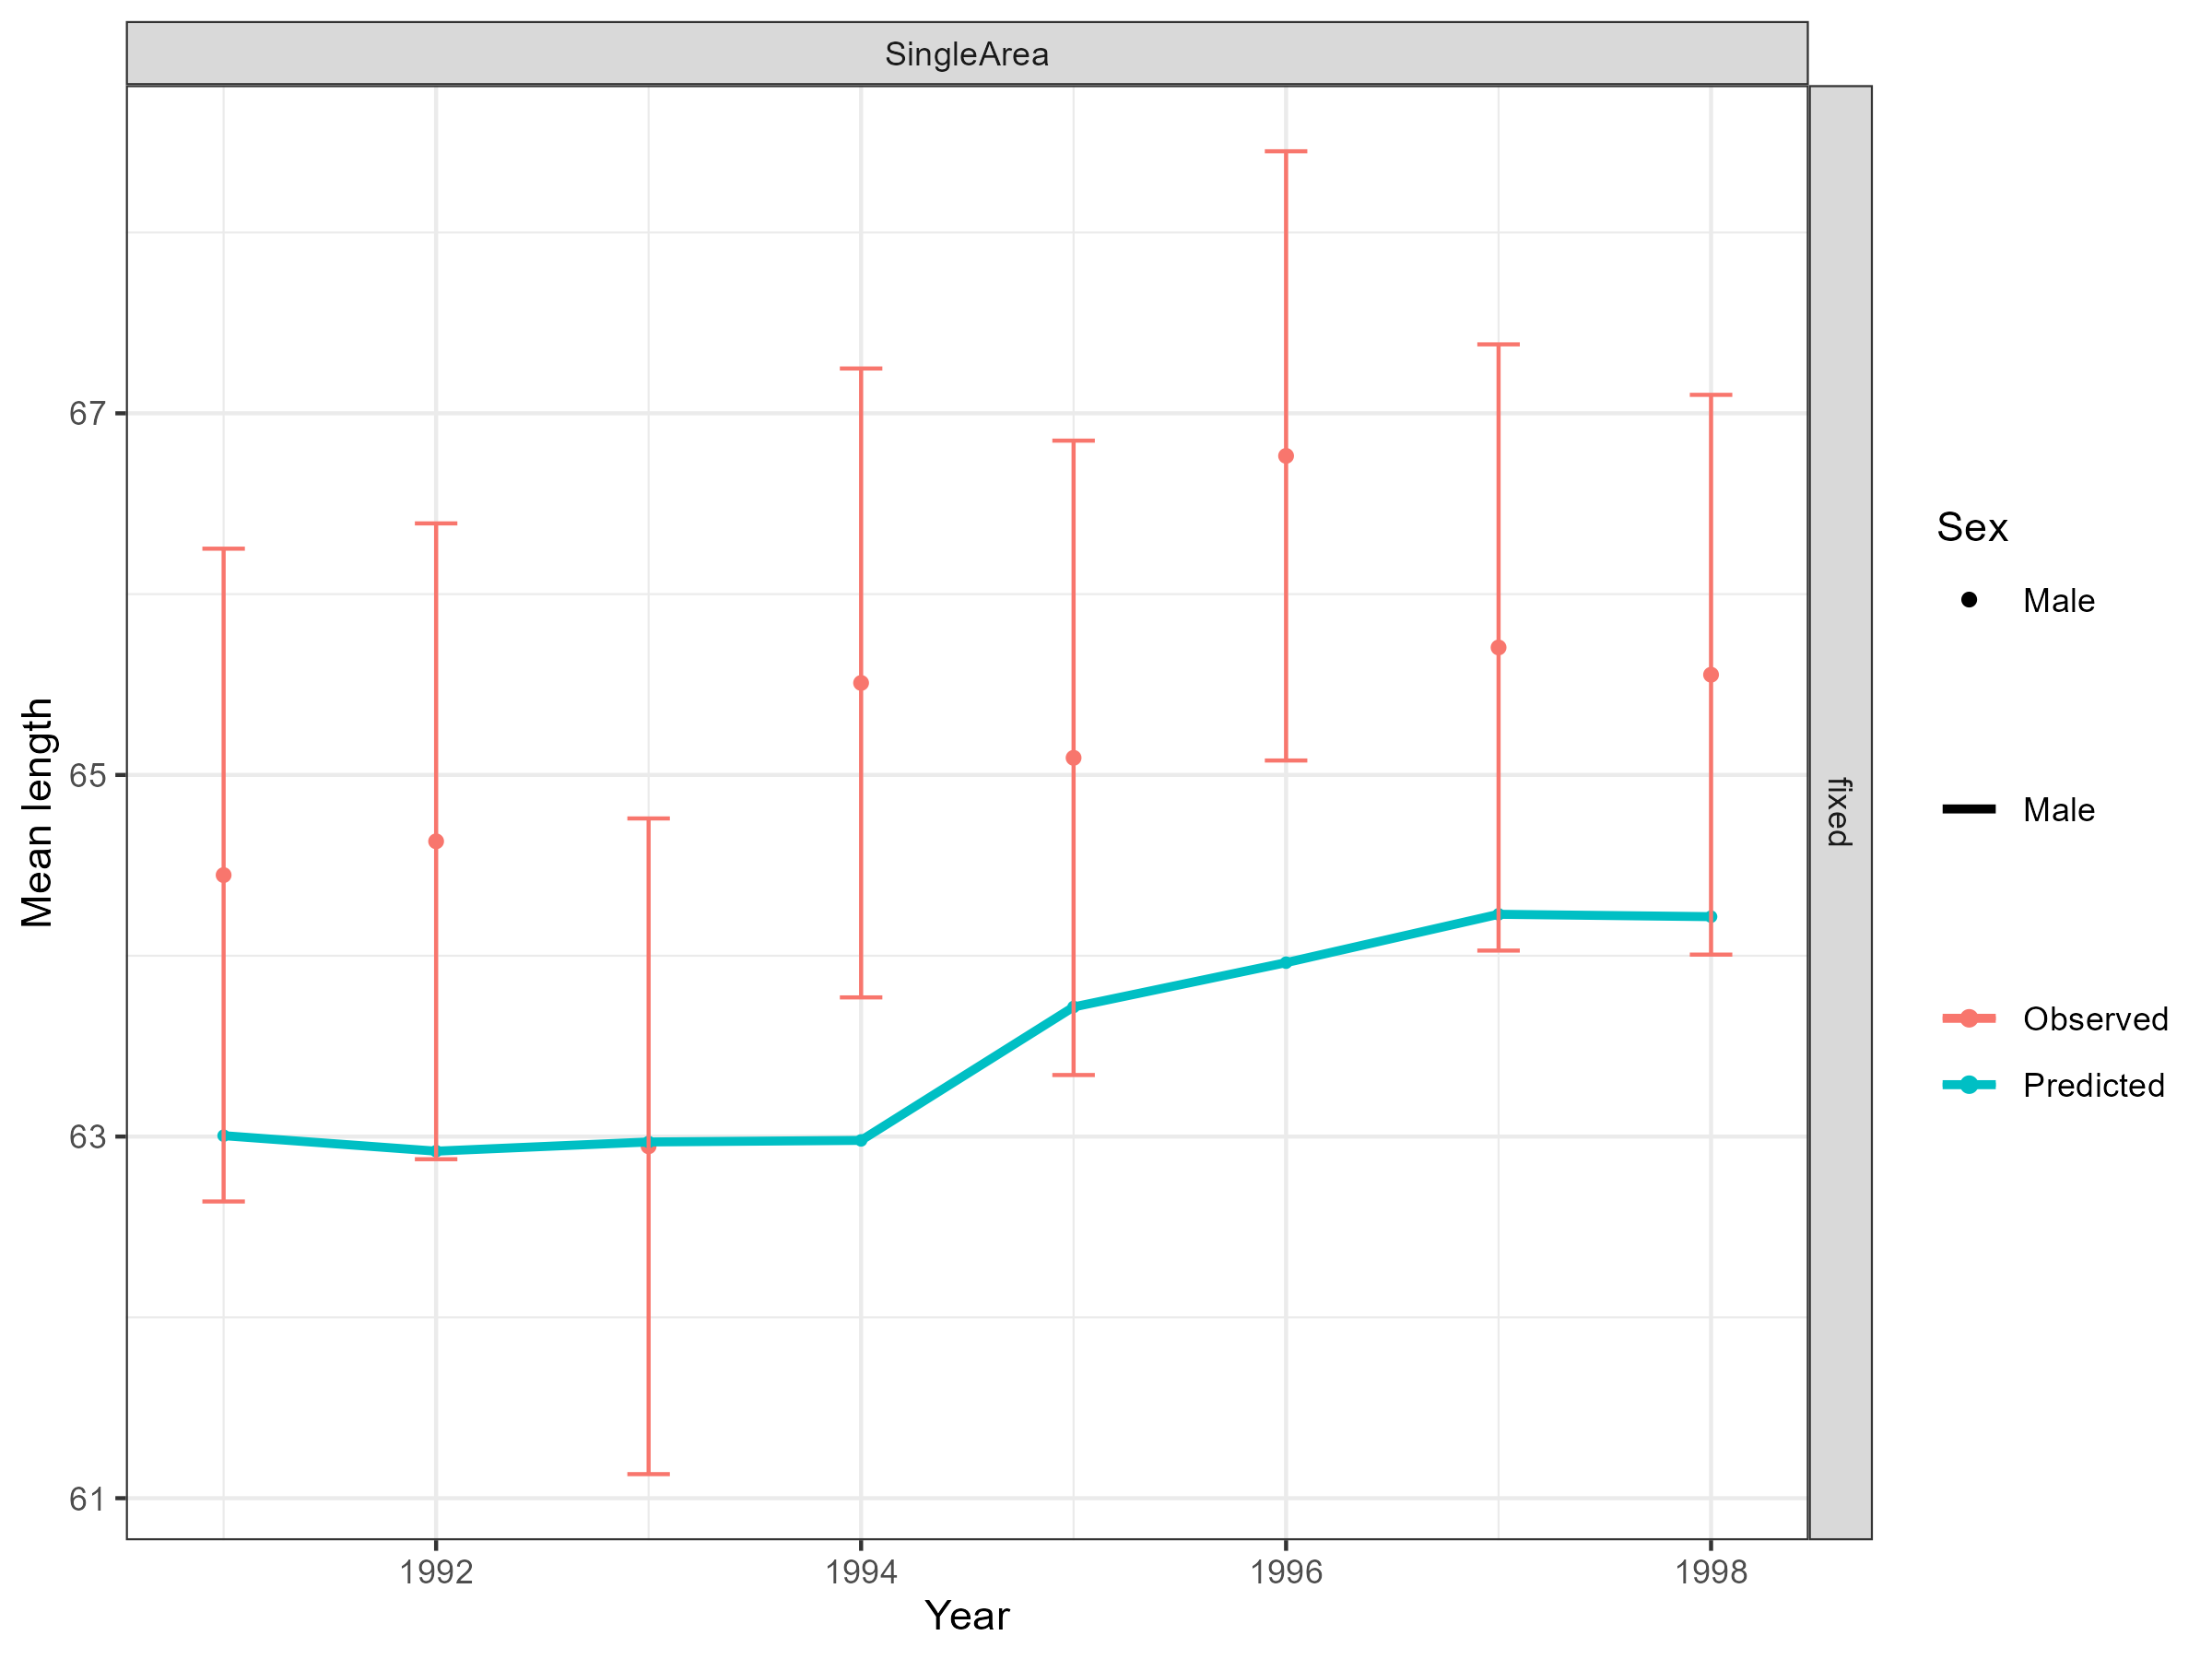 SingleArea
fixed
Mean length
67
65
63
61
1992
1994
1996
1998
Year
Sex
Male
Male
Observed
Predicted